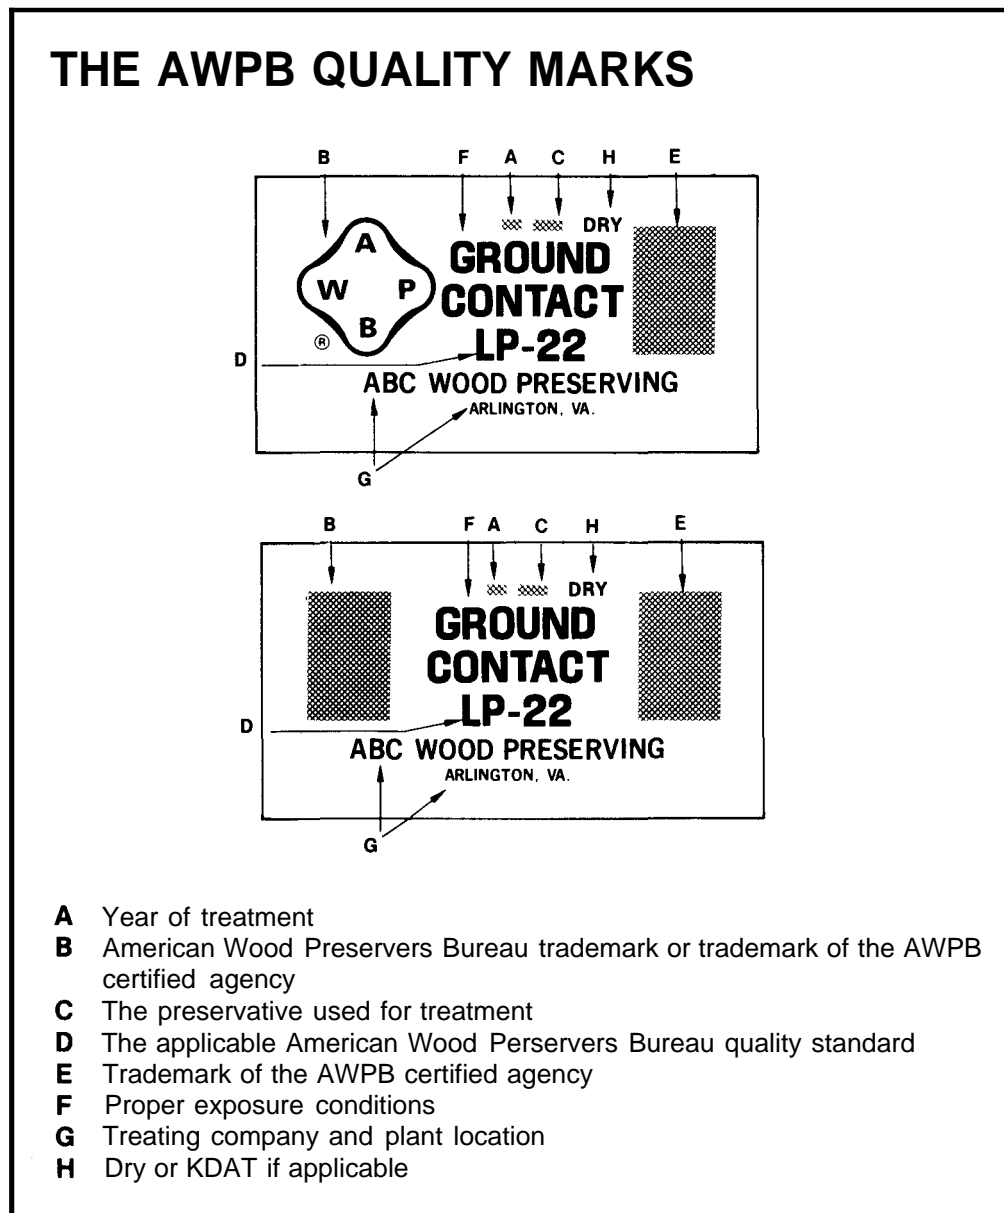 THE AWPB QUALITY MARKS
B F A C H E
DRY
A
W P
B
®
GROUND
CONTACT
LP-22
D
ABC WOOD PRESERVING
ARLINGTON, VA.
G
B F A C H E
DRY
GROUND
CONTACT
LP-22
D
ABC WOOD PRESERVING
ARLINGTON, VA.
G
A Year of treatment
B American Wood Preservers Bureau trademark or trademark of the AWPB
certified agency
C The preservative used for treatment
D The applicable American Wood Perservers Bureau quality standard
E Trademark of the AWPB certified agency
F Proper exposure conditions
G Treating company and plant location
H Dry or KDAT if applicable